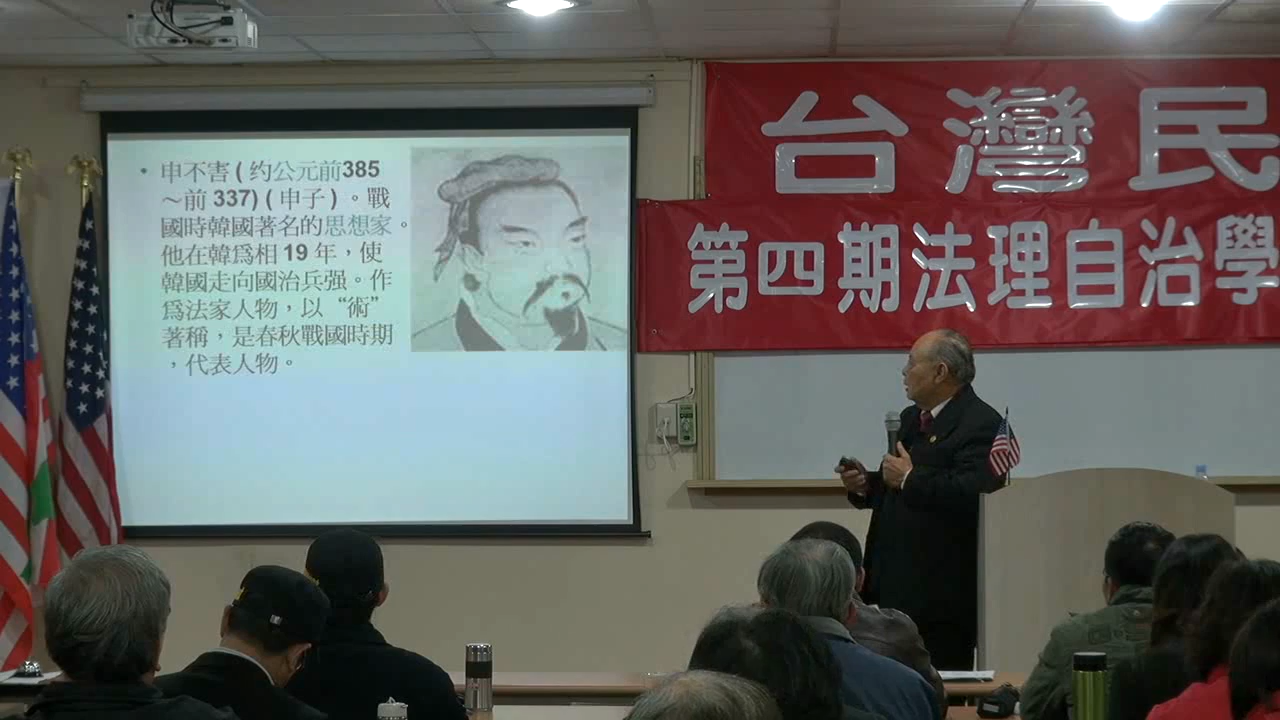 • 申不害 ( 约公元前385
～前 337) ( 申子 ) 。戰
國時韓國著名的思想家。
他在韓爲相 19 年，使
韓國走向國治兵强。作
爲法家人物，以“術”
著稱，是春秋戰國時期
，代表人物。
台灣民
第四期法理自治學